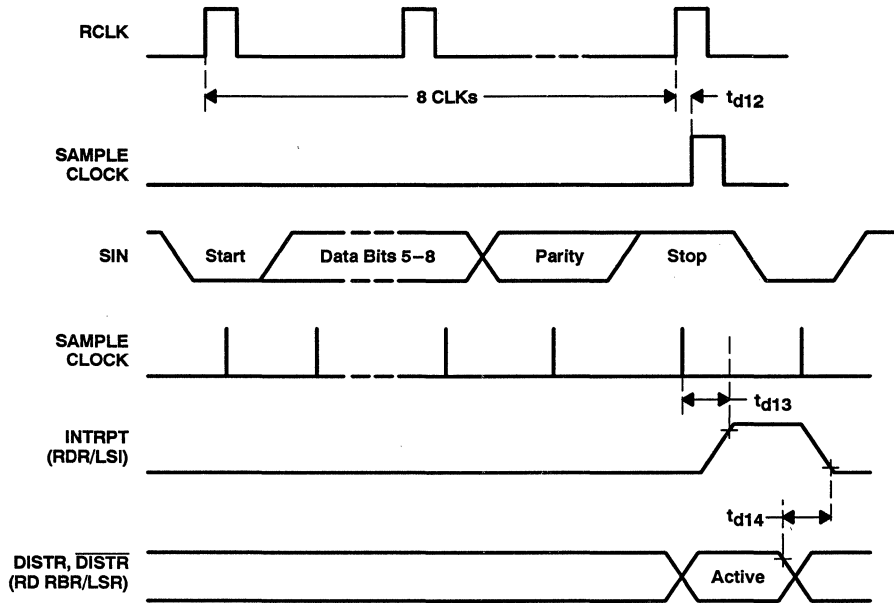 RCLK
8 CLKs
td12
SAMPLE
CLOCK
SIN
Start
Data Bits 5–8
Parity
Stop
SAMPLE
CLOCK
td13
INTRPT
(RDR/LSI)
td14
DISTR, DISTR
(RD RBR/LSR)
Active